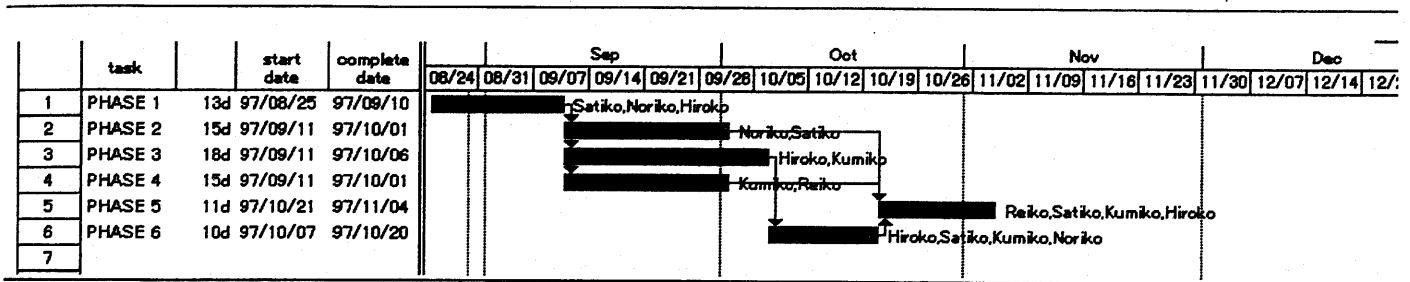 Sep Oct Nov Dec
task start date complete date 08/24 08/31 09/07 09/14 09/21 09/28 10/05 10/12 10/19 10/26 11/02 11/09 11/16 11/23 11/30 12/07 12/14
1 PHASE 1 13d 97/08/25 97/09/10 Satiko,Noriko,Hiroko
2 PHASE 2 15d 97/09/11 97/10/01 Noriko,Satiko
3 PHASE 3 18d 97/09/11 97/10/06 Hiroko,Kumiko
4 PHASE 4 15d 97/09/11 97/10/01 Kumiko,Reiko
5 PHASE 5 11d 97/10/21 97/11/04 Reiko,Satiko,Kumiko,Hiroko
6 PHASE 6 10d 97/10/07 97/10/20 Hiroko,Satiko,Kumiko,Noriko
7